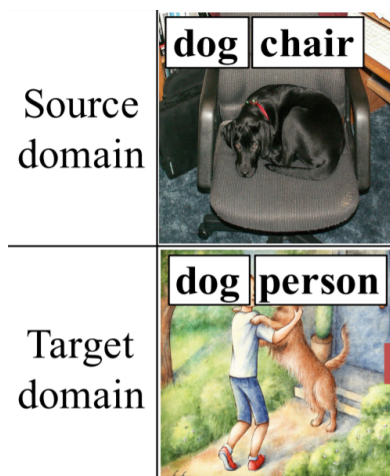 Source
domain
dog chair
Target
domain
dog person